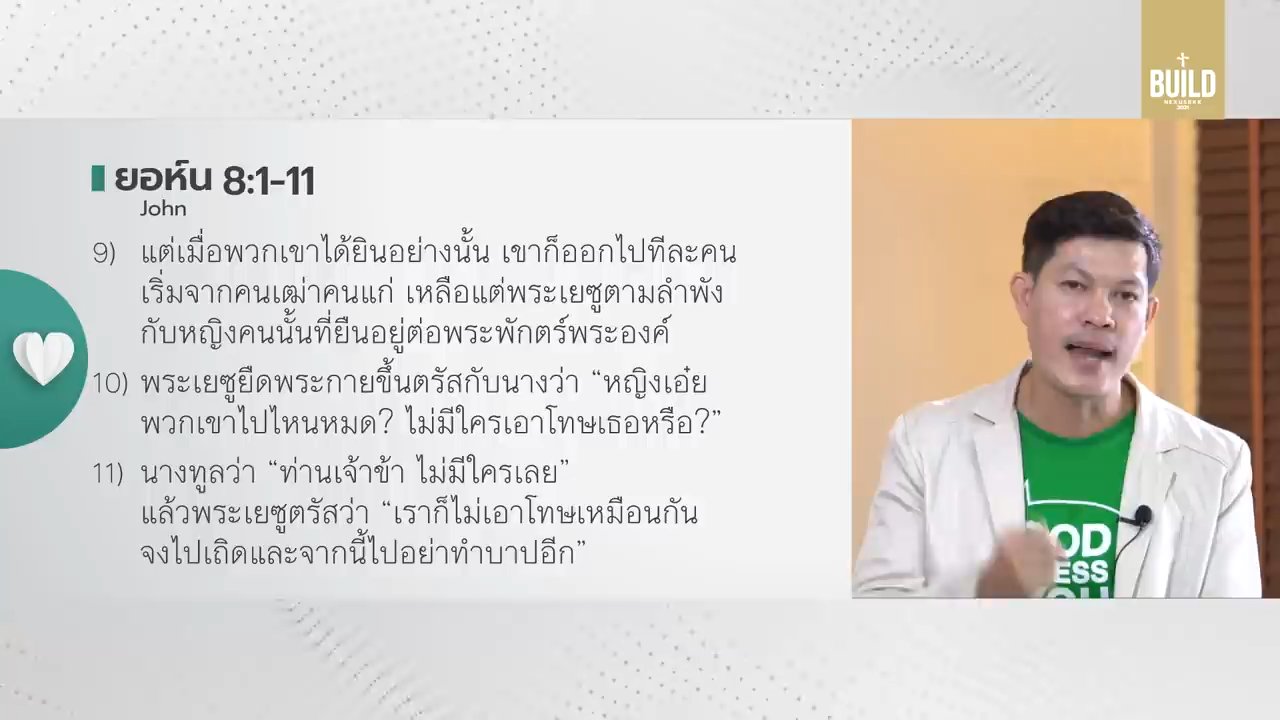 BUILD
NEXUSBKK
2021
ยอห์น 8:1-11
John
9) แต่เมื่อพวกเขาได้ยินอย่างนั้น เขาก็ออกไปทีละคน
เริ่มจากคนเฒ่าคนแก่ เหลือแต่พระเยซูตามลำพัง
กับหญิงคนนั้นที่ยืนอยู่ต่อพระพักตร์พระองค์
10) พระเยซูยืดพระกายขึ้นตรัสกับนางว่า “หญิงเอ๋ย
พวกเขาไปไหนหมด? ไม่มีใครเอาโทษเธอหรือ?”
11) นางทูลว่า “ท่านเจ้าข้า ไม่มีใครเลย”
แล้วพระเยซูตรัสว่า “เราก็ไม่เอาโทษเหมือนกัน
จงไปเถิดและจากนี้ไปอย่าทำบาปอีก”
OD
ESS
OU